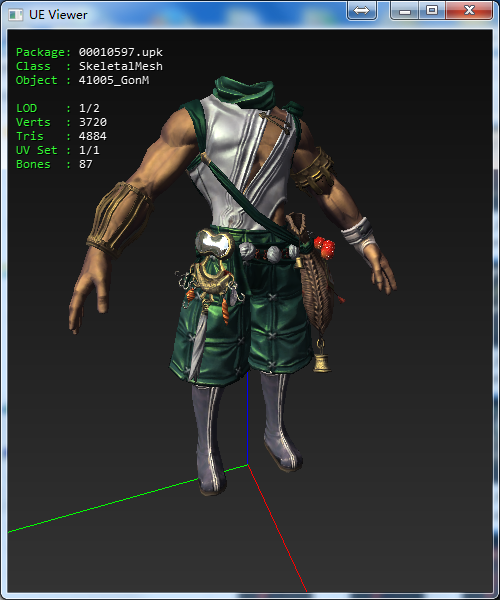 UE Viewer
Package: 00010597.upk
Class : SkeletalMesh
Object : 41005_GonM
LOD : 1/2
Verts : 3720
Tris : 4884
UV Set : 1/1
Bones : 87